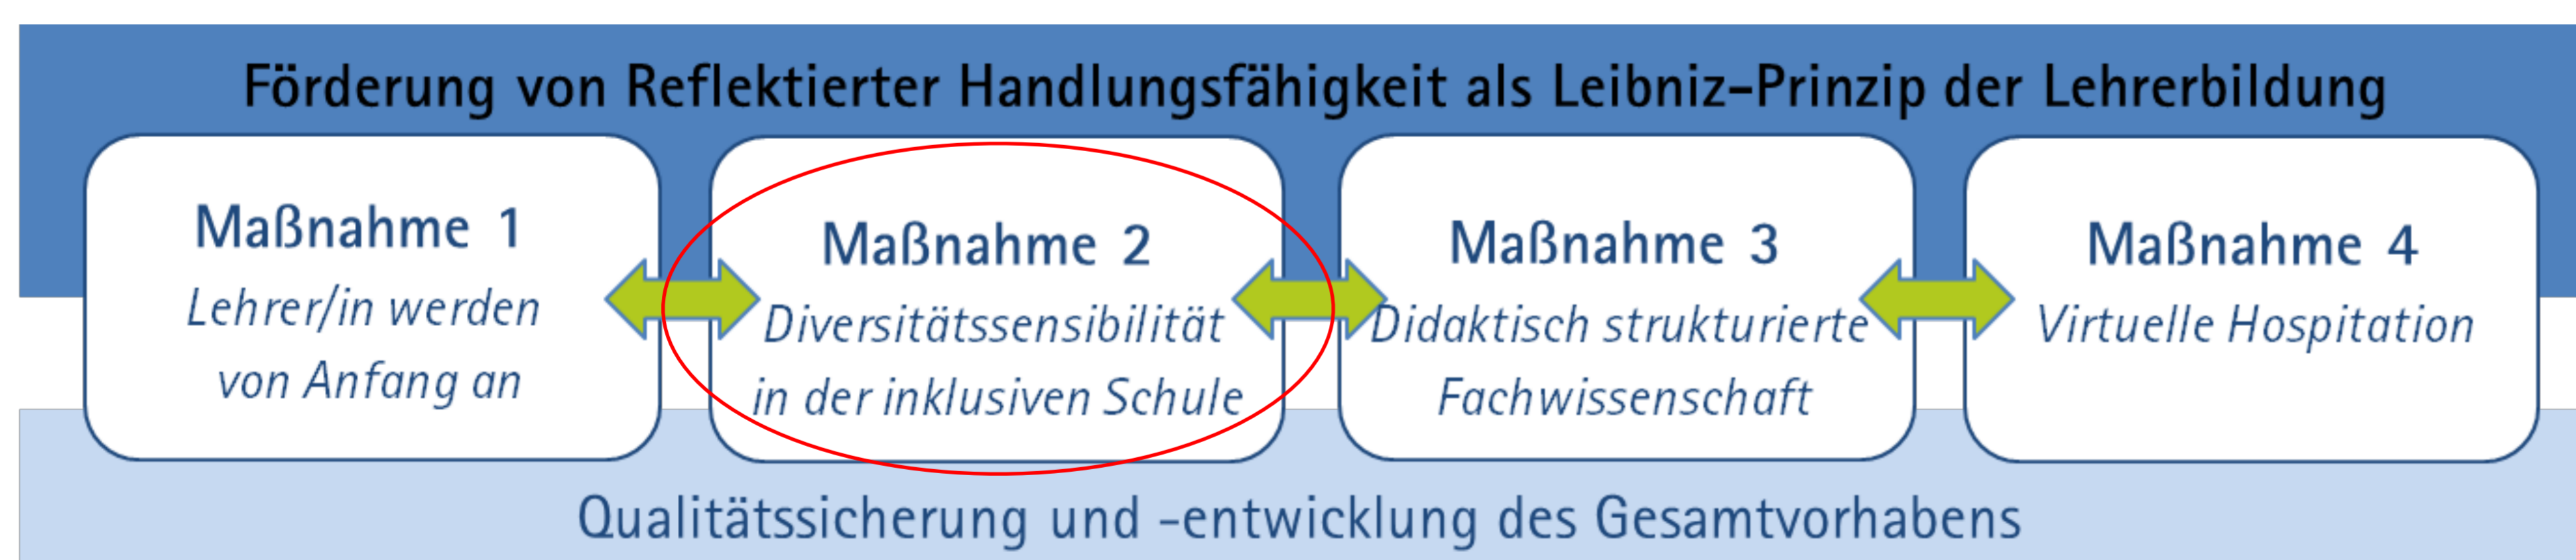 Förderung von Reflektierter Handlungsfähigkeit als Leibniz-Prinzip der Lehrerbildung
Maßnahme 1
Lehrer/in werden
von Anfang an
Maßnahme 2
Diversitätssensibilität
in der inklusiven Schule
Maßnahme 3
Didaktisch strukturierte
Fachwissenschaft
Maßnahme 4
Virtuelle Hospitation
Qualitätssicherung und -entwicklung des Gesamtvorhabens